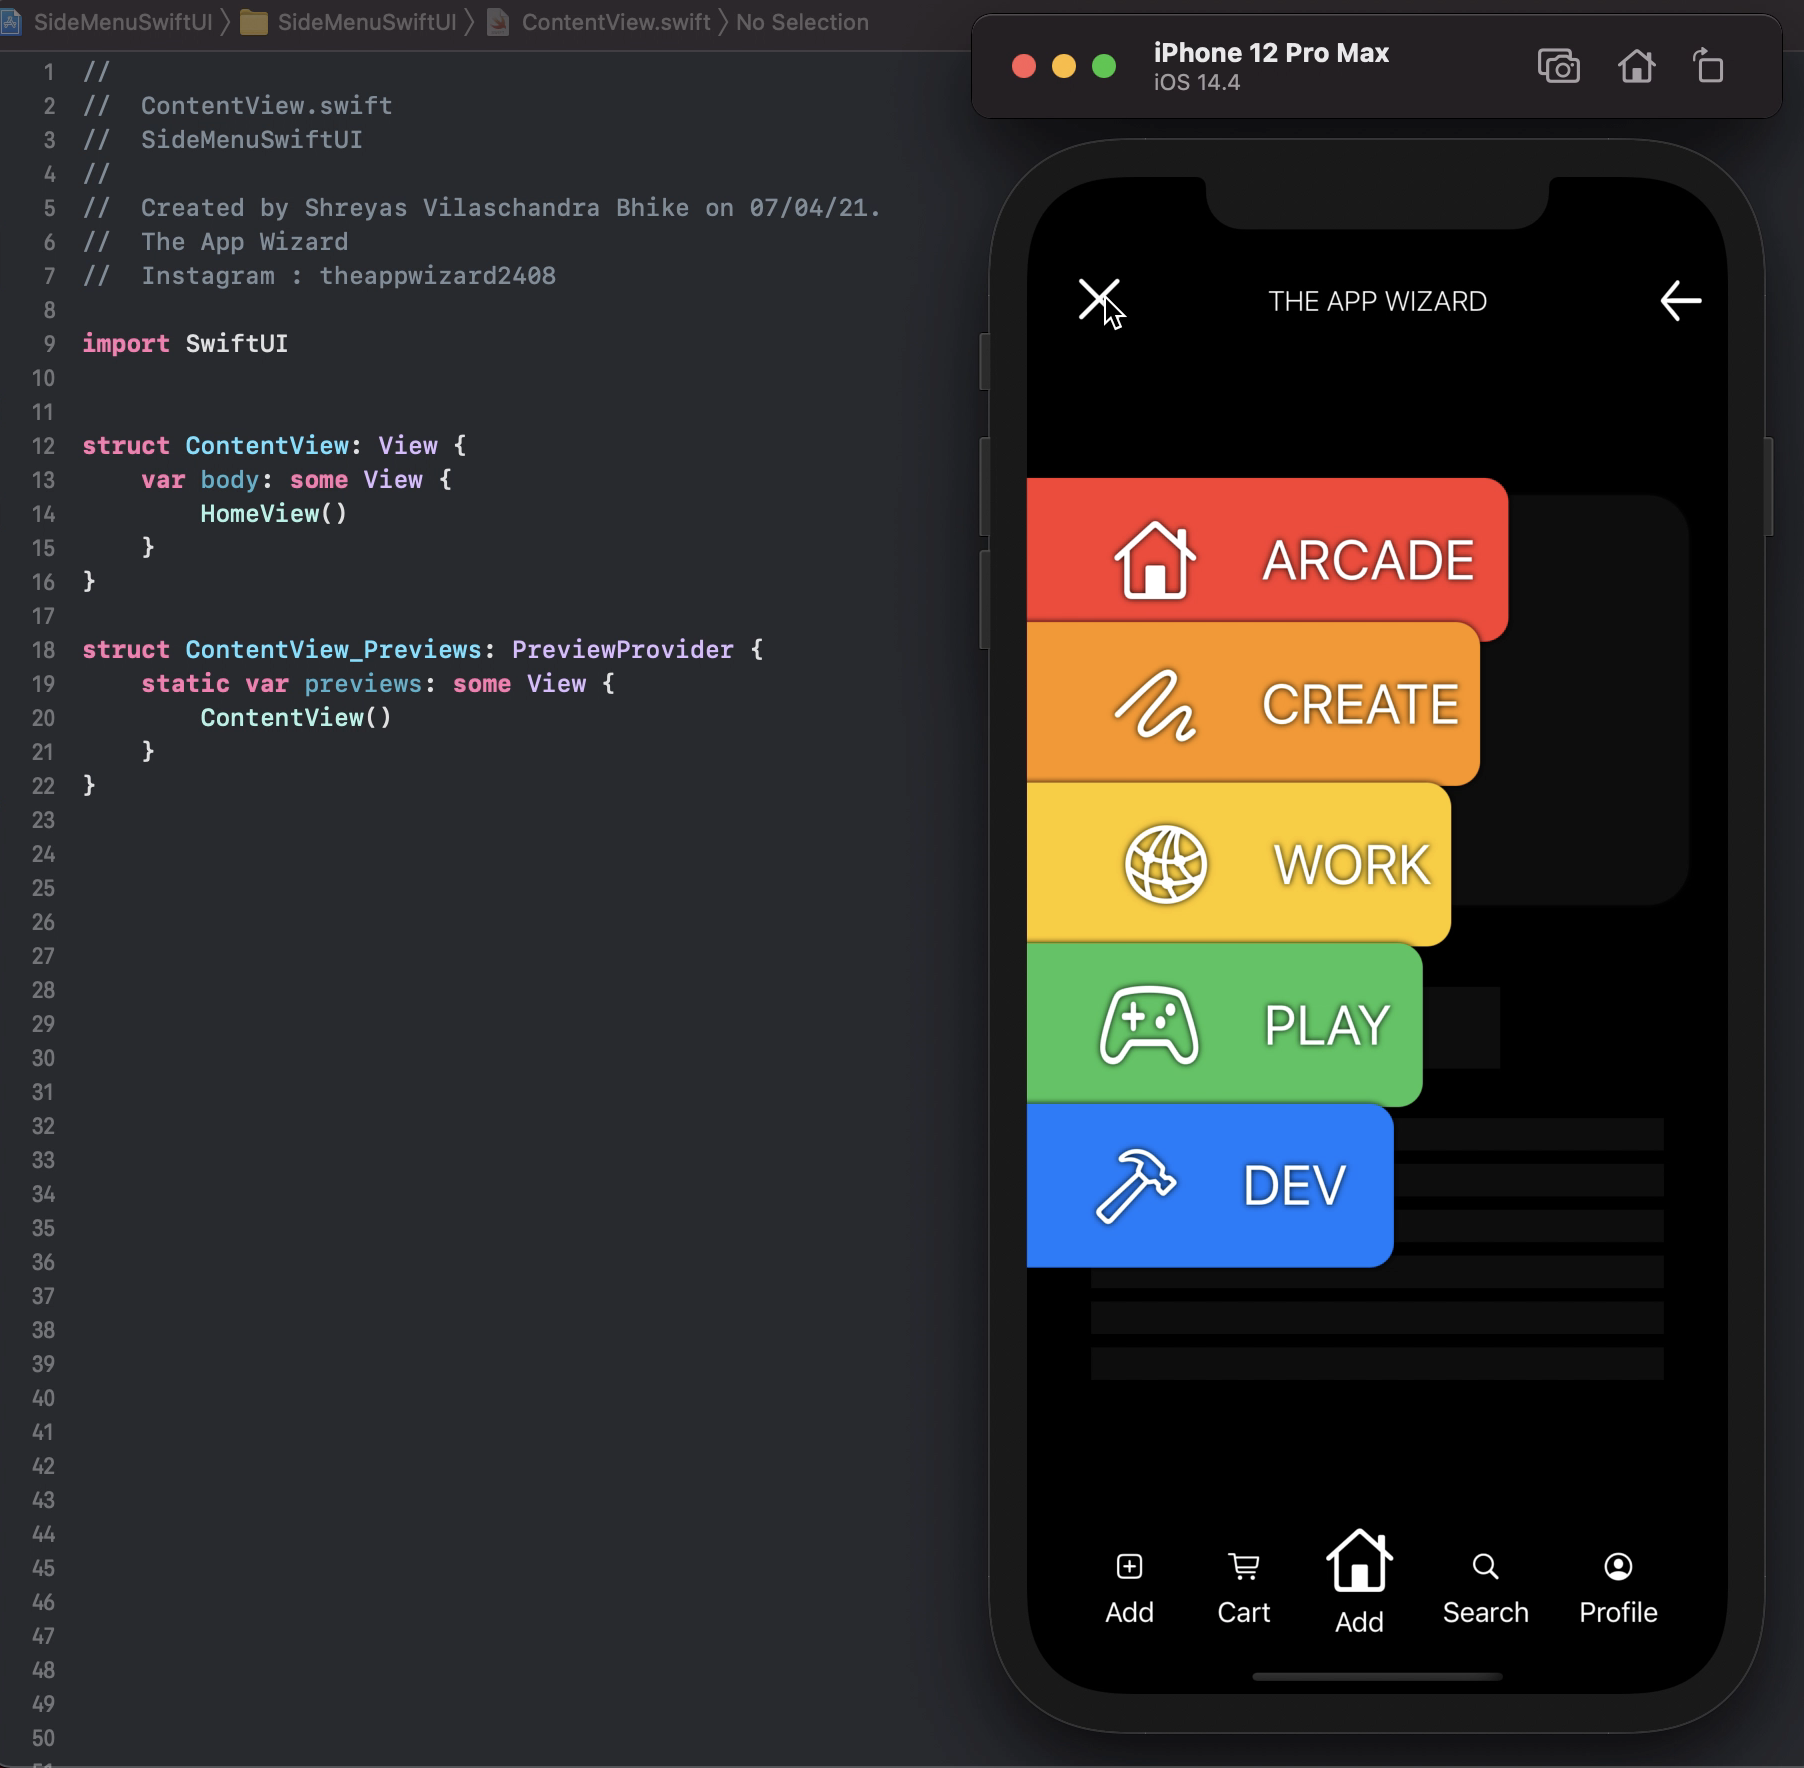 SideMenuSwiftUI 〉 SideMenuSwiftUI 〉 ContentView.swift 〉 No Selection
1 //
2 //  ContentView.swift
3 //  SideMenuSwiftUI
4 //
5 //  Created by Shreyas Vilaschandra Bhike on 07/04/21.
6 //  The App Wizard
7 //  Instagram : theappwizard2408
8
9 import SwiftUI
10
11
12 struct ContentView: View {
13     var body: some View {
14         HomeView()
15     }
16 }
17
18 struct ContentView_Previews: PreviewProvider {
19     static var previews: some View {
20         ContentView()
21     }
22 }
23
24
25
26
27
28
29
30
31
32
33
34
35
36
37
38
39
40
41
42
43
44
45
46
47
48
49
50
iPhone 12 Pro Max
iOS 14.4
THE APP WIZARD
ARCADE
CREATE
WORK
PLAY
DEV
Add Cart Add Search Profile